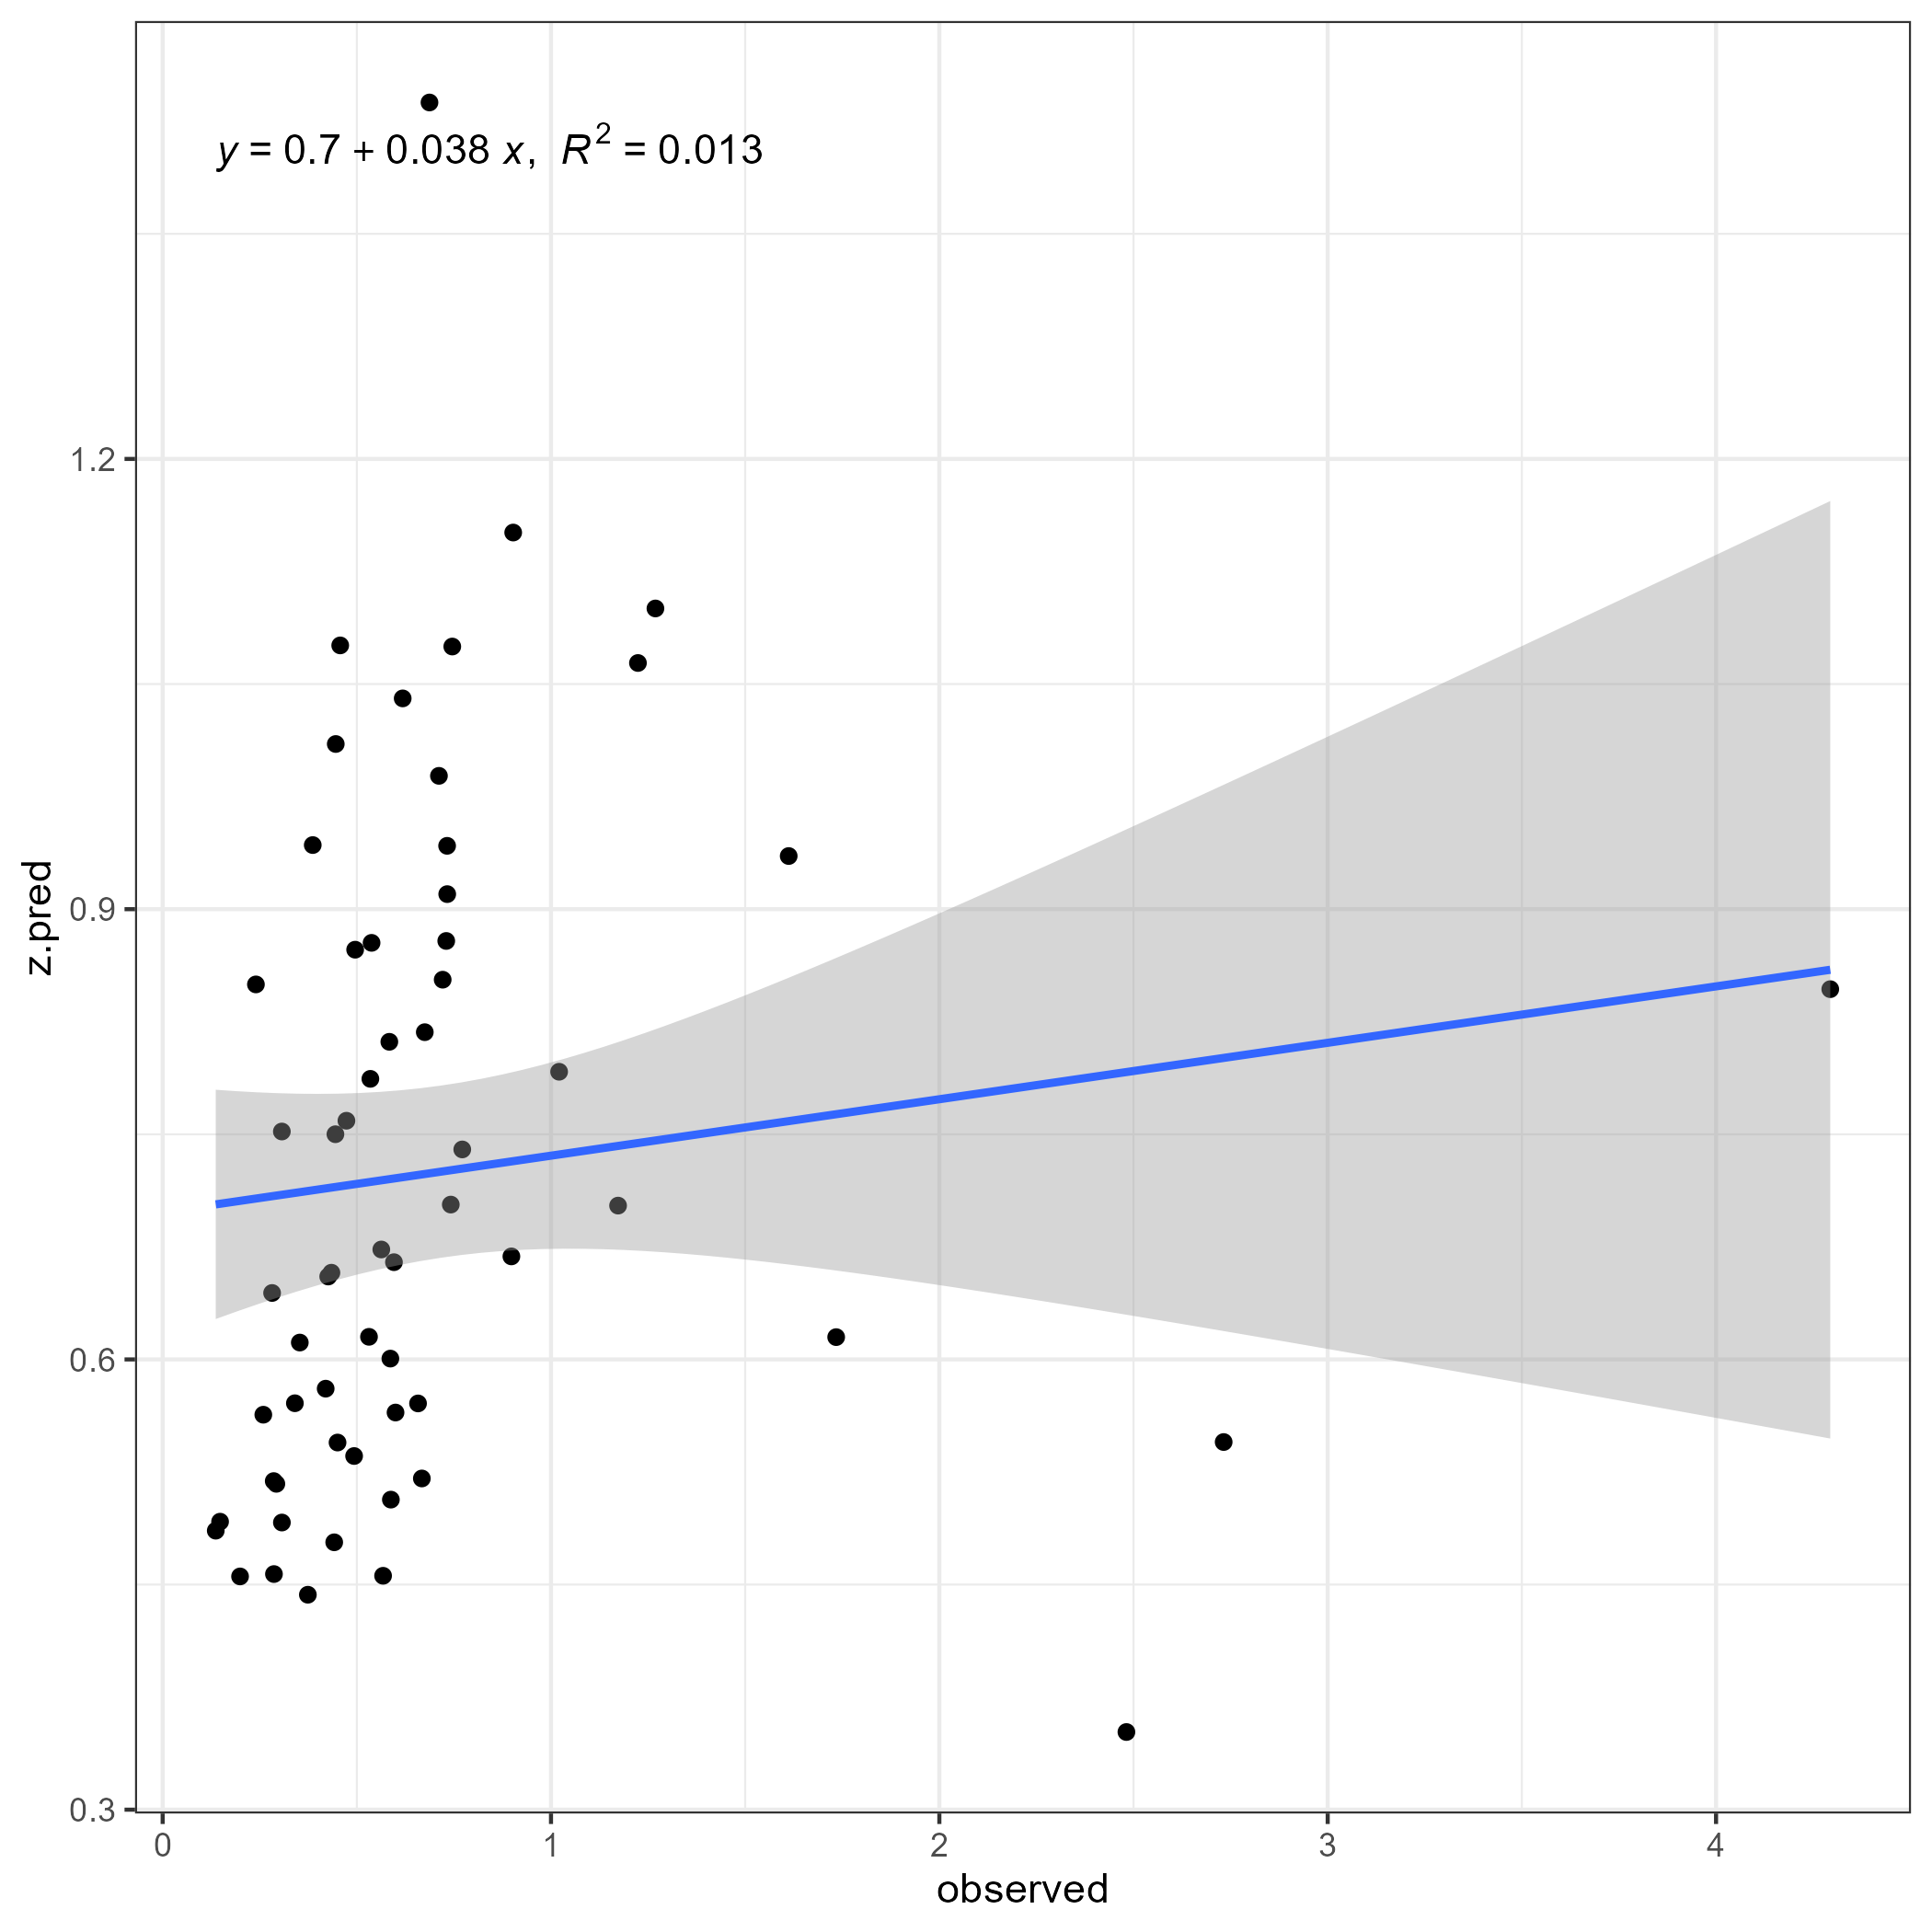 y = 0.7 + 0.038 x, R² = 0.013
1.2
0.9
0.6
0.3
z.pred
0 1 2 3 4
observed